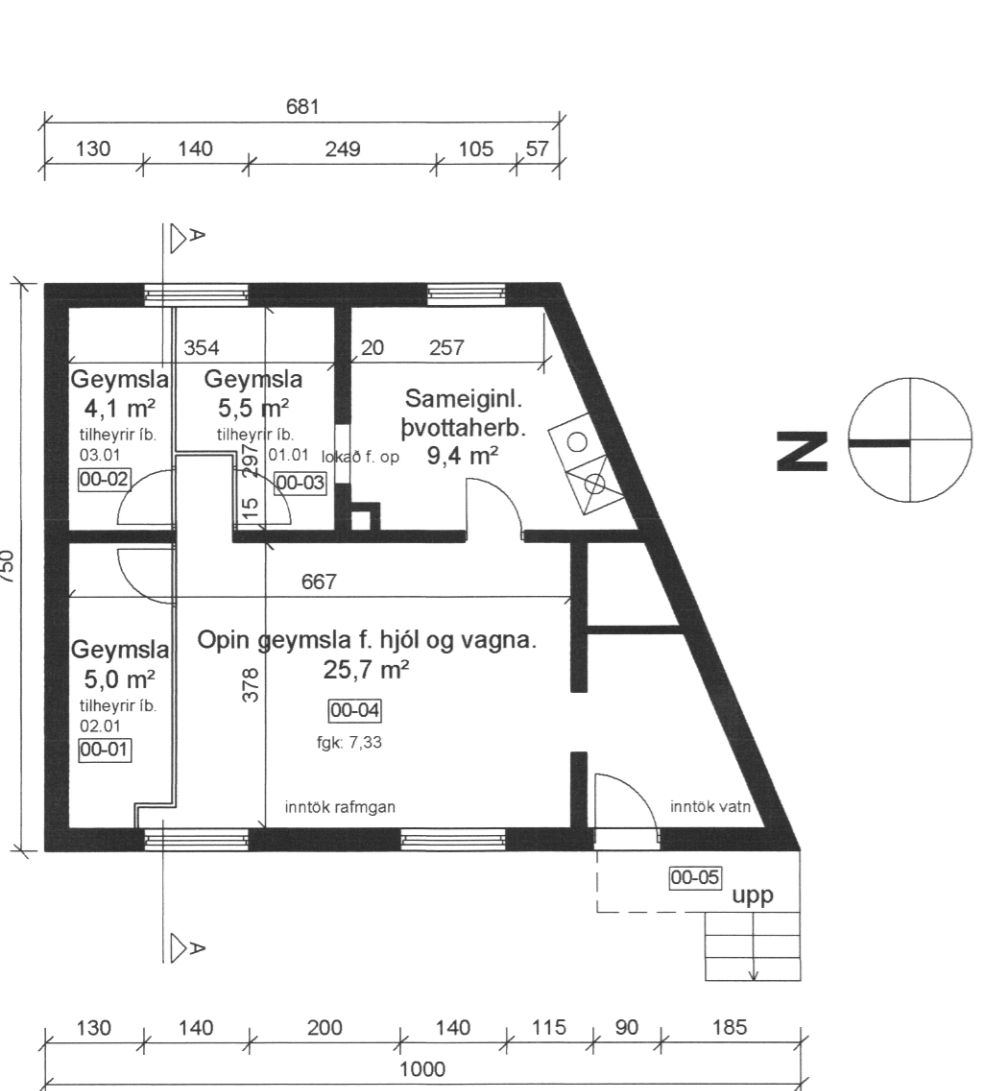 681
130 140 249 105 57
A
354 20 257
Geymsla
4,1 m²
tilheyrir íb.
03.01
00-02
Geymsla
5,5 m²
tilheyrir íb.
01.01
00-03
297
15
lokað f. op
Sameiginl.
þvottaherb.
9,4 m²
N
750
667
Geymsla
5,0 m²
tilheyrir íb.
02.01
00-01
Opin geymsla f. hjól og vagna.
25,7 m²
378
00-04
fgk: 7,33
inntök rafmgan
inntök vatn
00-05
upp
A
130 140 200 140 115 90 185
1000